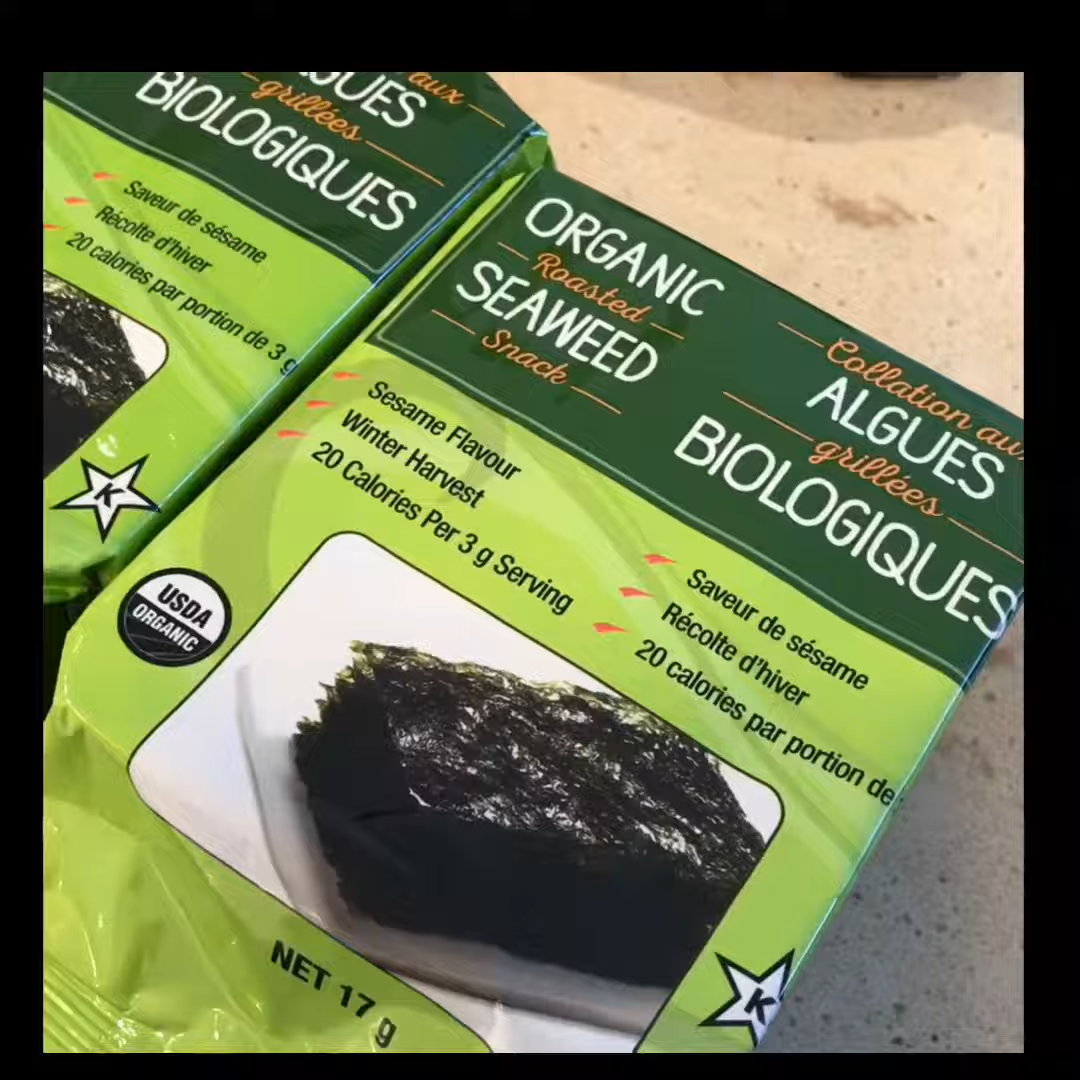 aux
grillées
BIOLOGIQUES
Saveur de sésame
Récolte d'hiver
20 calories par portion de 3 g
K
ORGANIC
Roasted
SEAWEED
Snack
Collation aux
ALGUES
grillées
BIOLOGIQUES
Sesame Flavour
Winter Harvest
20 Calories Per 3 g Serving
Saveur de sésame
Récolte d'hiver
20 calories par portion de
USDA
ORGANIC
NET 17 g
K